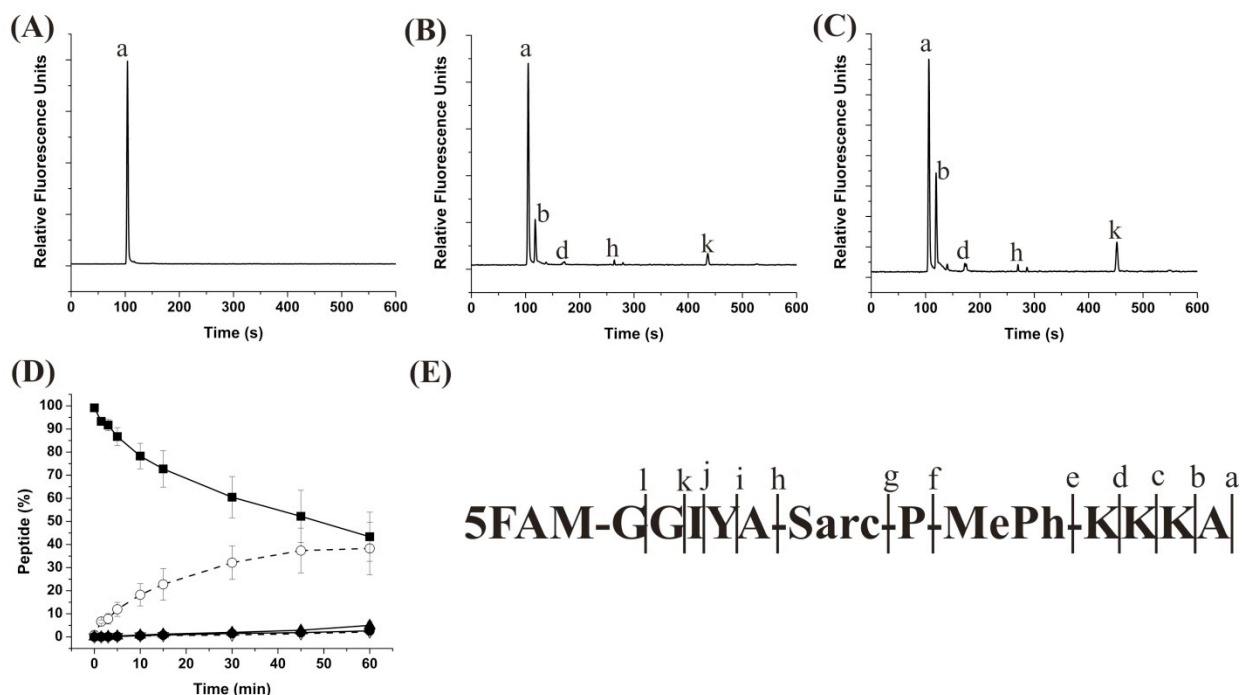 (A)
a
Relative Fluorescence Units
0 100 200 300 400 500 600
Time (s)
(B)
a
b
d
h
k
Relative Fluorescence Units
0 100 200 300 400 500 600
Time (s)
(C)
a
b
d
h
k
Relative Fluorescence Units
0 100 200 300 400 500 600
Time (s)
(D)
100
90
80
70
60
50
40
30
20
10
0
Peptide (%)
0 10 20 30 40 50 60
Time (min)
(E)
l k j i h g f e d c b a
5FAM-GGIYA-Sarc-P-MePh-KKKA